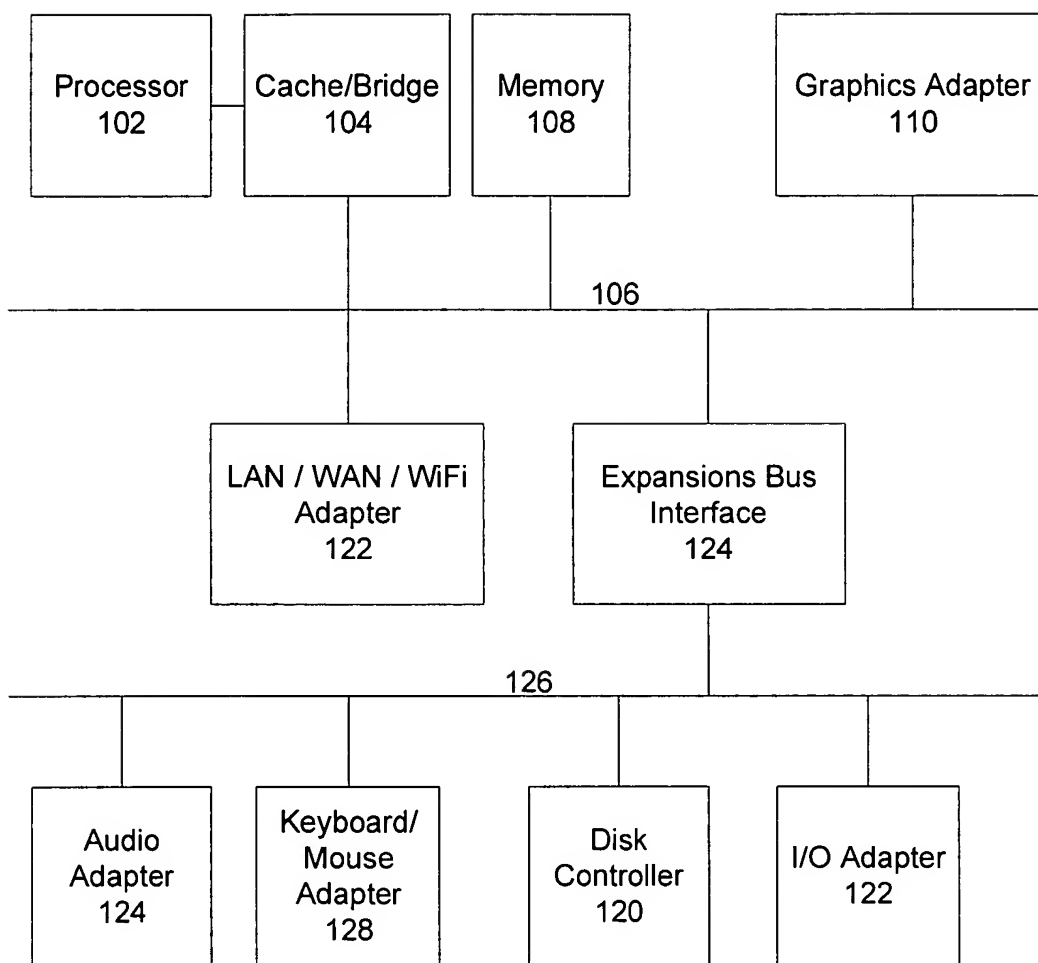 Processor
102
Cache/Bridge
104
Memory
108
Graphics Adapter
110
106
LAN / WAN / WiFi
Adapter
122
Expansions Bus
Interface
124
126
Audio
Adapter
124
Keyboard/
Mouse
Adapter
128
Disk
Controller
120
I/O Adapter
122